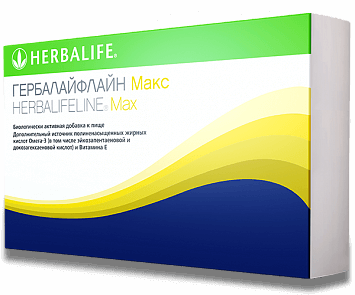 HERBALIFE®
ГЕРБАЛАЙФЛАЙН Макс
HERBALIFELINE® Max
Биологически активная добавка к пище
Дополнительный источник полиненасыщенных жирных
кислот Омега-3 (в том числе эйкозапентаеновой и
докозагексаеновой кислот) и Витамина Е